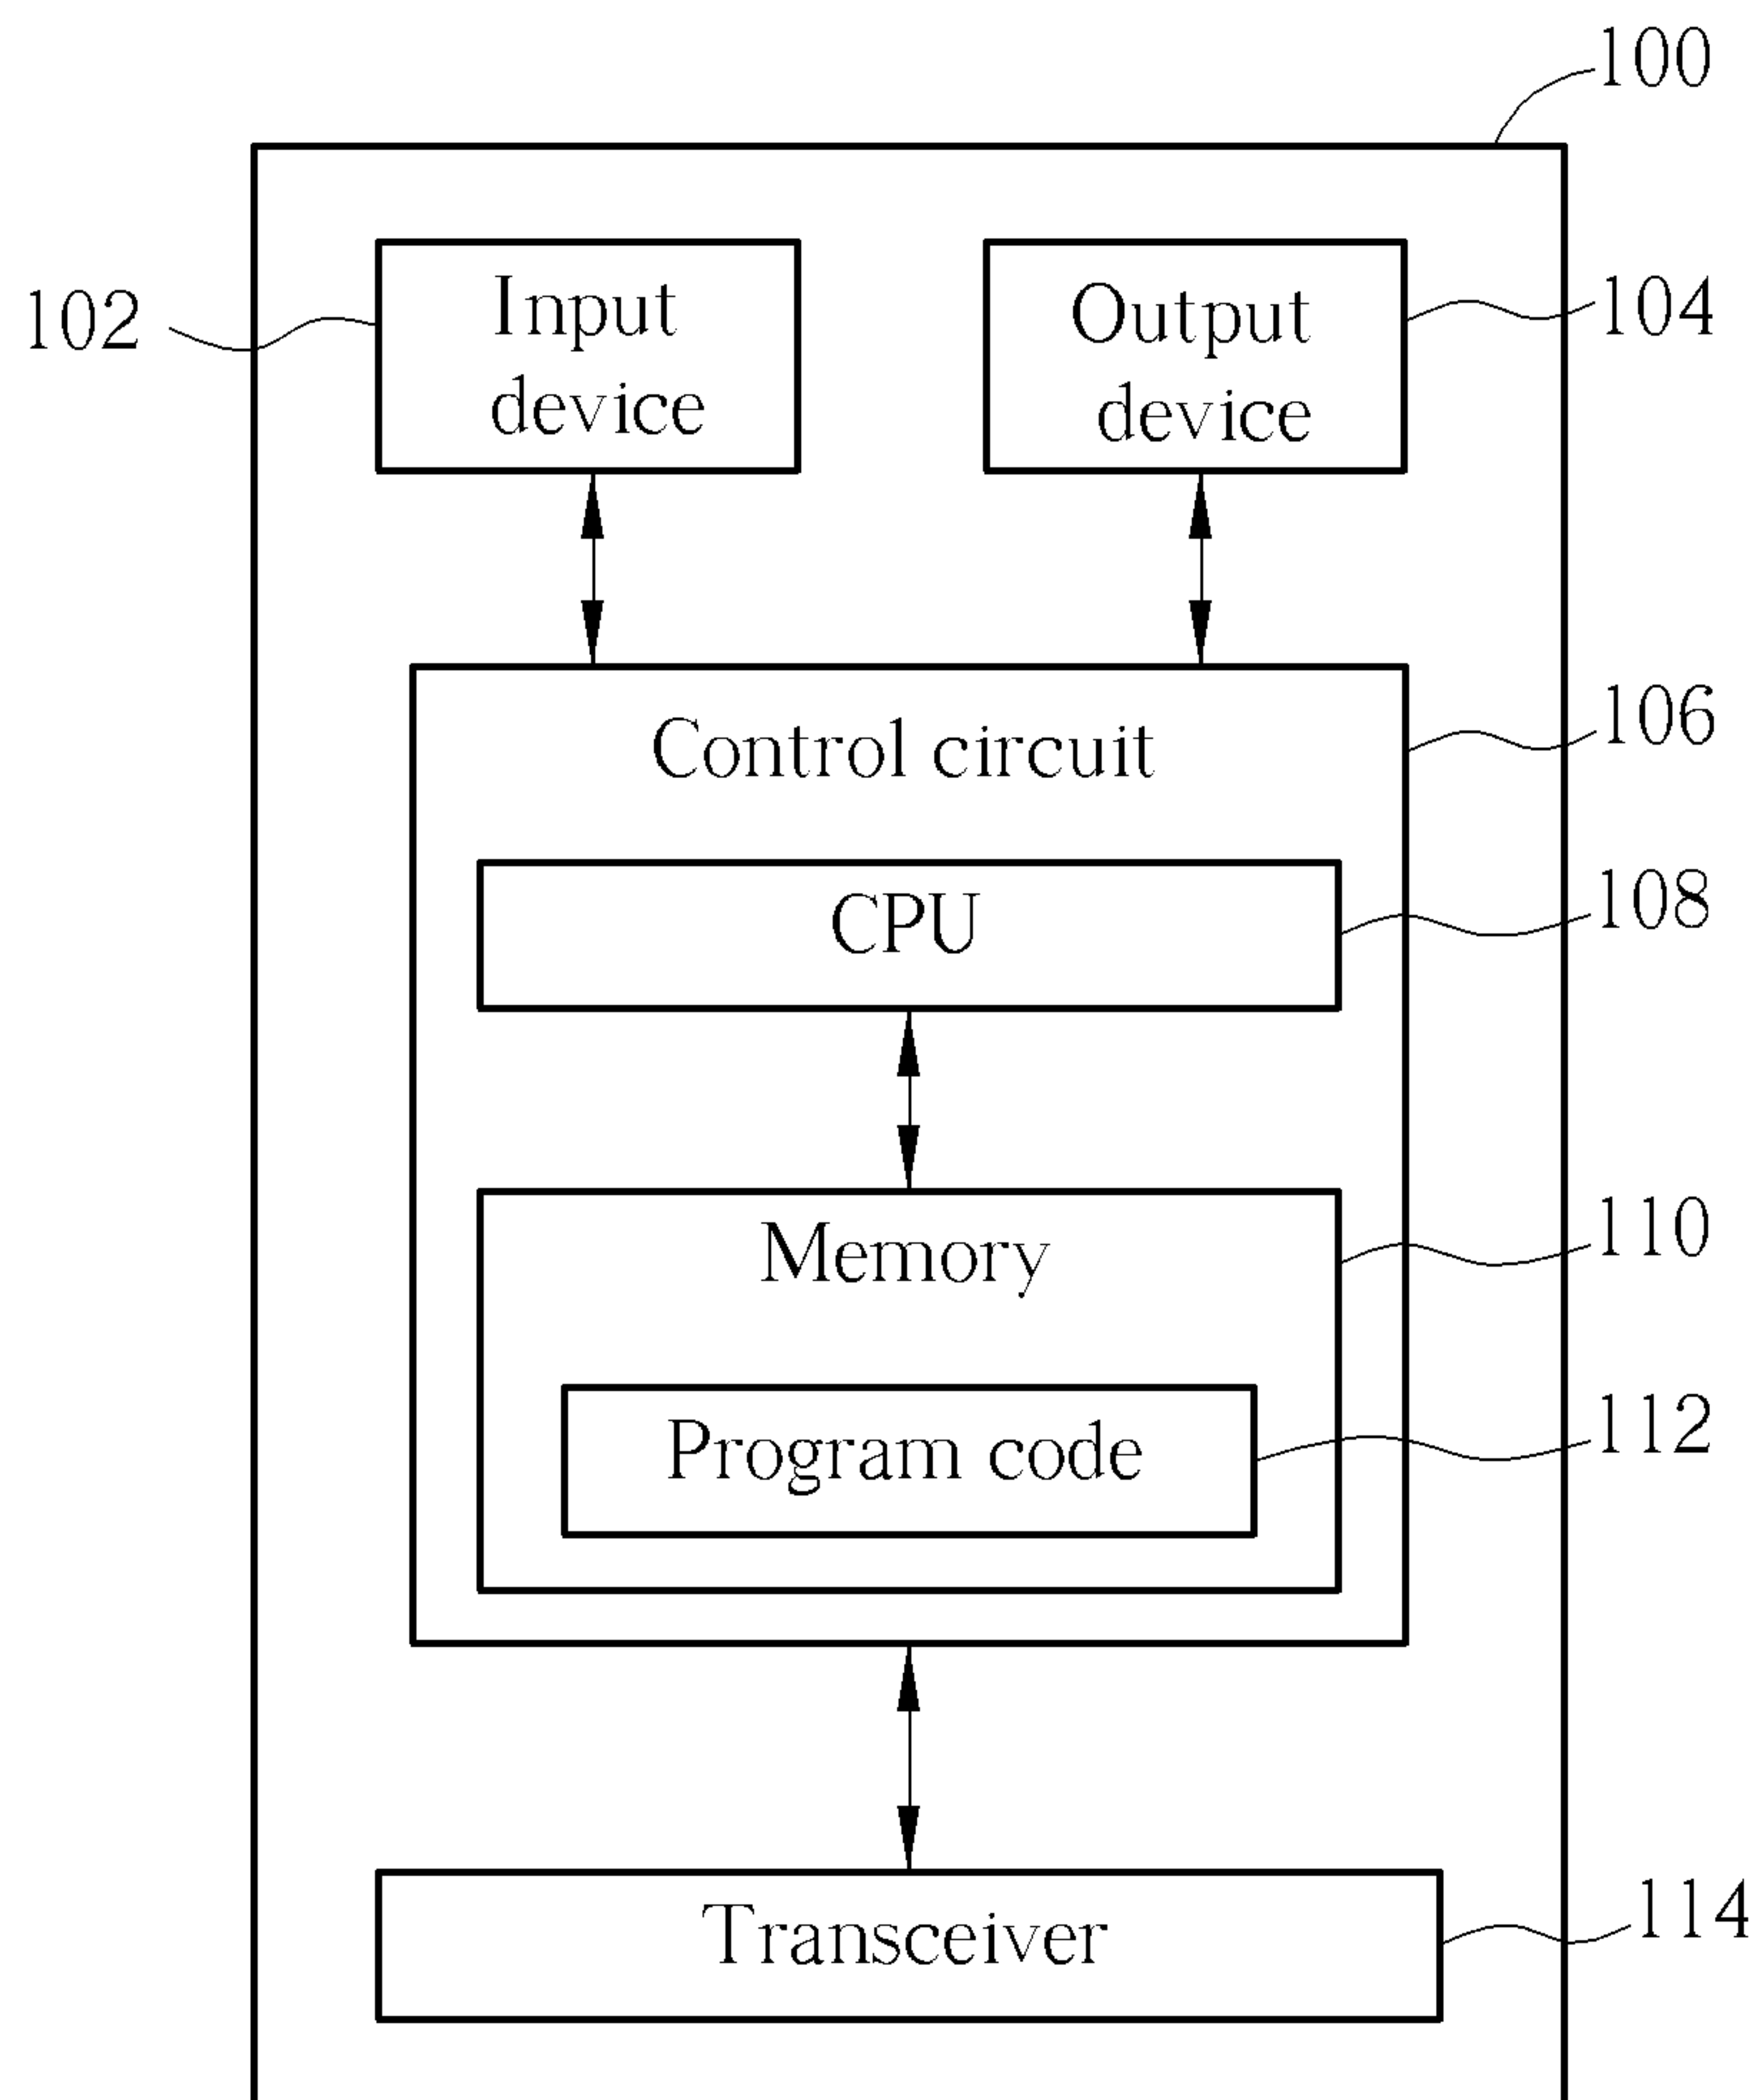 100
102
Input
device
Output
device
104
Control circuit
106
CPU
108
Memory
110
Program code
112
Transceiver
114